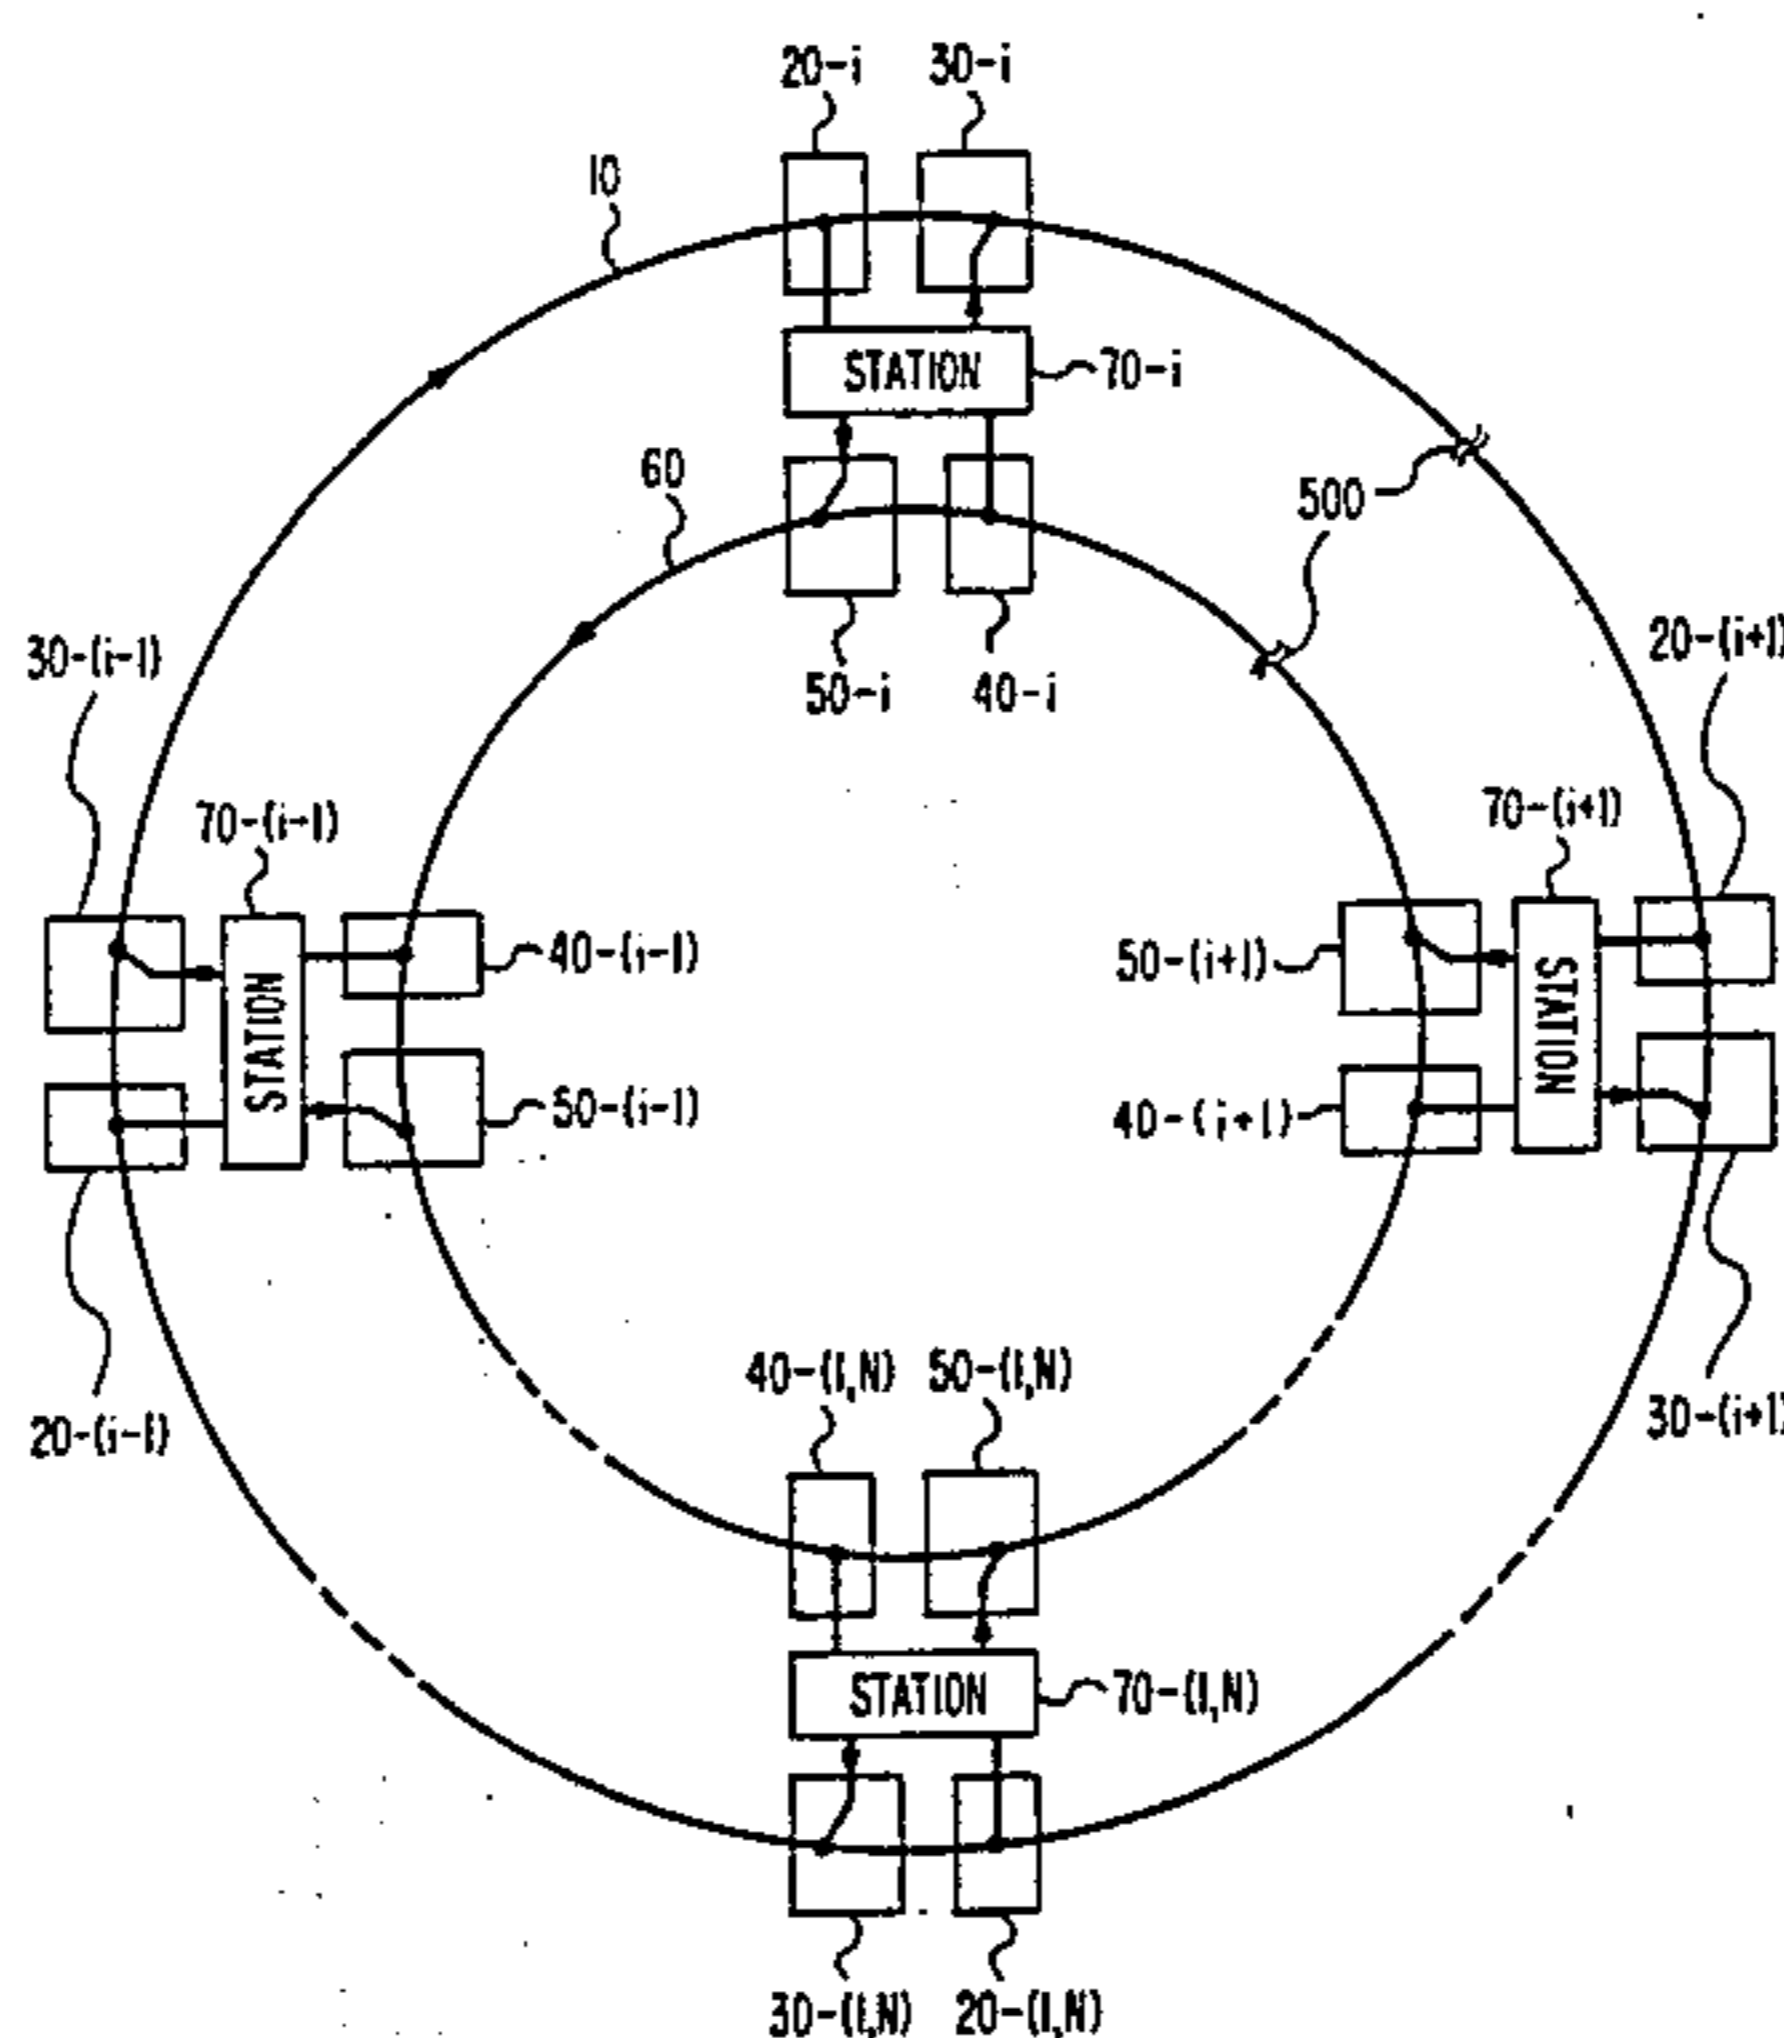 20-i
30-i
10
STATION
70-i
60
500
30-(i-1)
50-i
40-i
20-(i+1)
70-(i-1)
70-(i+1)
40-(i-1)
50-(i+1)
STATION
STATION
50-(i-1)
40-(i+1)
40-(1,N)
50-(1,N)
20-(i-1)
30-(i+1)
STATION
70-(1,N)
30-(1,N)
20-(1,N)